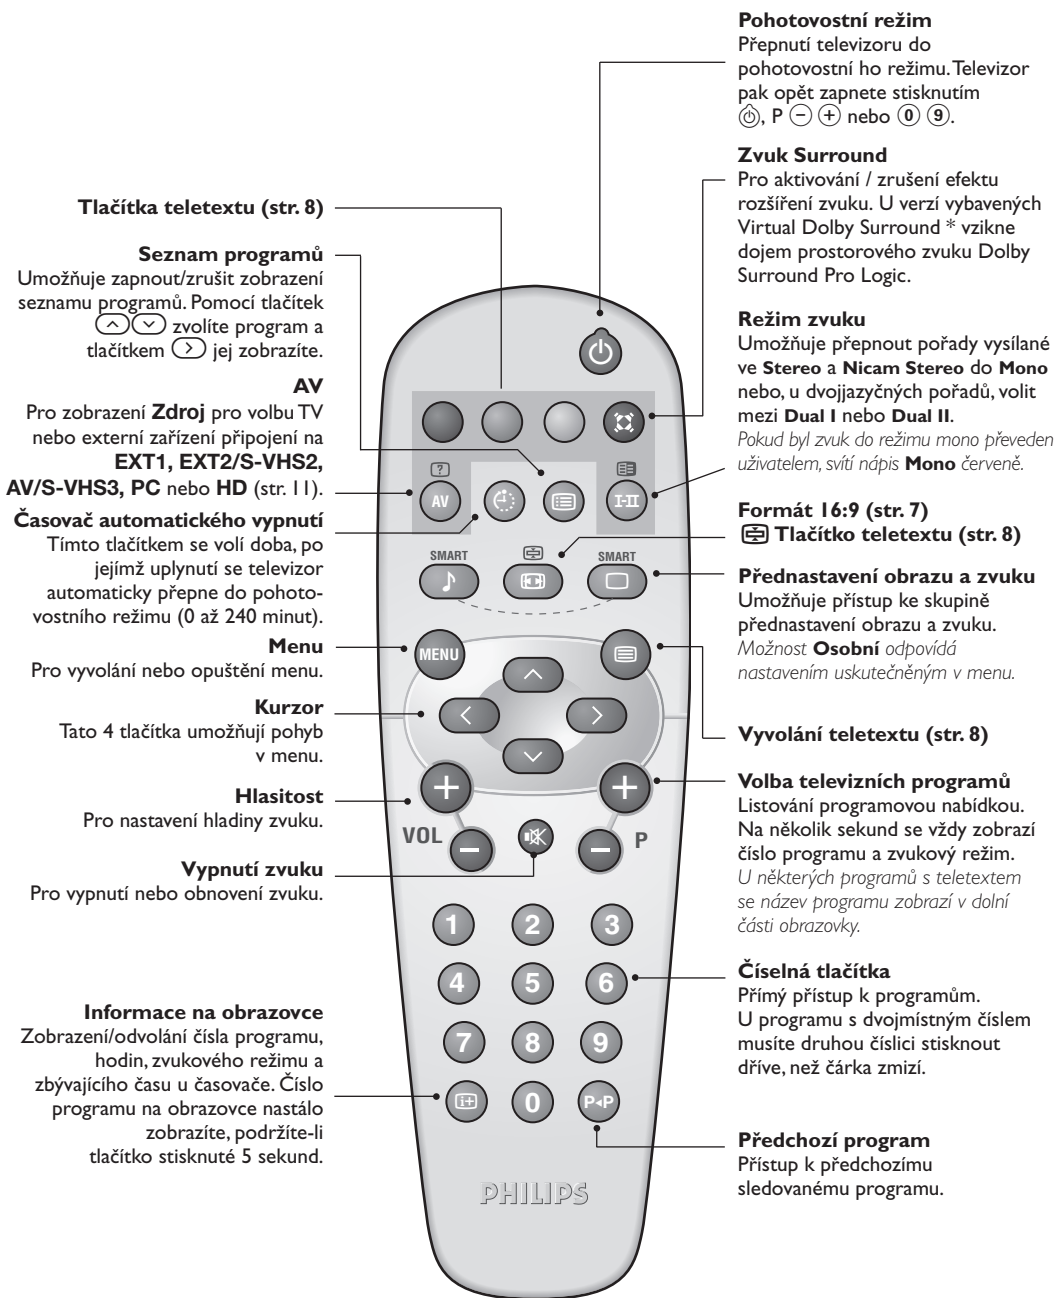 Pohotovostní režim
Přepnutí televizoru do
pohotovostní ho režimu. Televizor
pak opět zapnete stisknutím
, P − + nebo 0 9.
Zvuk Surround
Pro aktivování / zrušení efektu
rozšíření zvuku. U verzí vybavených
Virtual Dolby Surround * vzikne
dojem prostorového zvuku Dolby
Surround Pro Logic.
Režim zvuku
Umožňuje přepnout pořady vysílané
ve Stereo a Nicam Stereo do Mono
nebo, u dvojjazyčných pořadů, volit
mezi Dual I nebo Dual II.
Pokud byl zvuk do režimu mono převeden
uživatelem, svítí nápis Mono červeně.
Formát 16:9 (str. 7)
Tlačítko teletextu (str. 8)
Přednastavení obrazu a zvuku
Umožňuje přístup ke skupině
přednastavení obrazu a zvuku.
Možnost Osobní odpovídá
nastavením uskutečněným v menu.
Vyvolání teletextu (str. 8)
Volba televizních programů
Listování programovou nabídkou.
Na několik sekund se vždy zobrazí
číslo programu a zvukový režim.
U některých programů s teletextem
se název programu zobrazí v dolní
části obrazovky.
Číselná tlačítka
Přímý přístup k programům.
U programu s dvojmístným číslem
musíte druhou číslici stisknout
dříve, než čárka zmizí.
Předchozí program
Přístup k předchozímu
sledovanému programu.
Tlačítka teletextu (str. 8)
Seznam programů
Umožňuje zapnout/zrušit zobrazení
seznamu programů. Pomocí tlačítek
zvolíte program a
tlačítkem jej zobrazíte.
AV
Pro zobrazení Zdroj pro volbu TV
nebo externí zařízení připojení na
EXT1, EXT2/S-VHS2,
AV/S-VHS3, PC nebo HD (str. 11).
Časovač automatického vypnutí
Tímto tlačítkem se volí doba, po
jejímž uplynutí se televizor
automaticky přepne do pohoto-
vostního režimu (0 až 240 minut).
Menu
Pro vyvolání nebo opuštění menu.
Kurzor
Tato 4 tlačítka umožňují pohyb
v menu.
Hlasitost
Pro nastavení hladiny zvuku.
Vypnutí zvuku
Pro vypnutí nebo obnovení zvuku.
Informace na obrazovce
Zobrazení/odvolání čísla programu,
hodin, zvukového režimu a
zbývajícího času u časovače. Číslo
programu na obrazovce nastálo
zobrazíte, podržíte-li
tlačítko stisknuté 5 sekund.
?
AV I-II
SMART SMART
MENU
+ +
VOL − − P
1 2 3
4 5 6
7 8 9
i+ 0 P◂P
PHILIPS